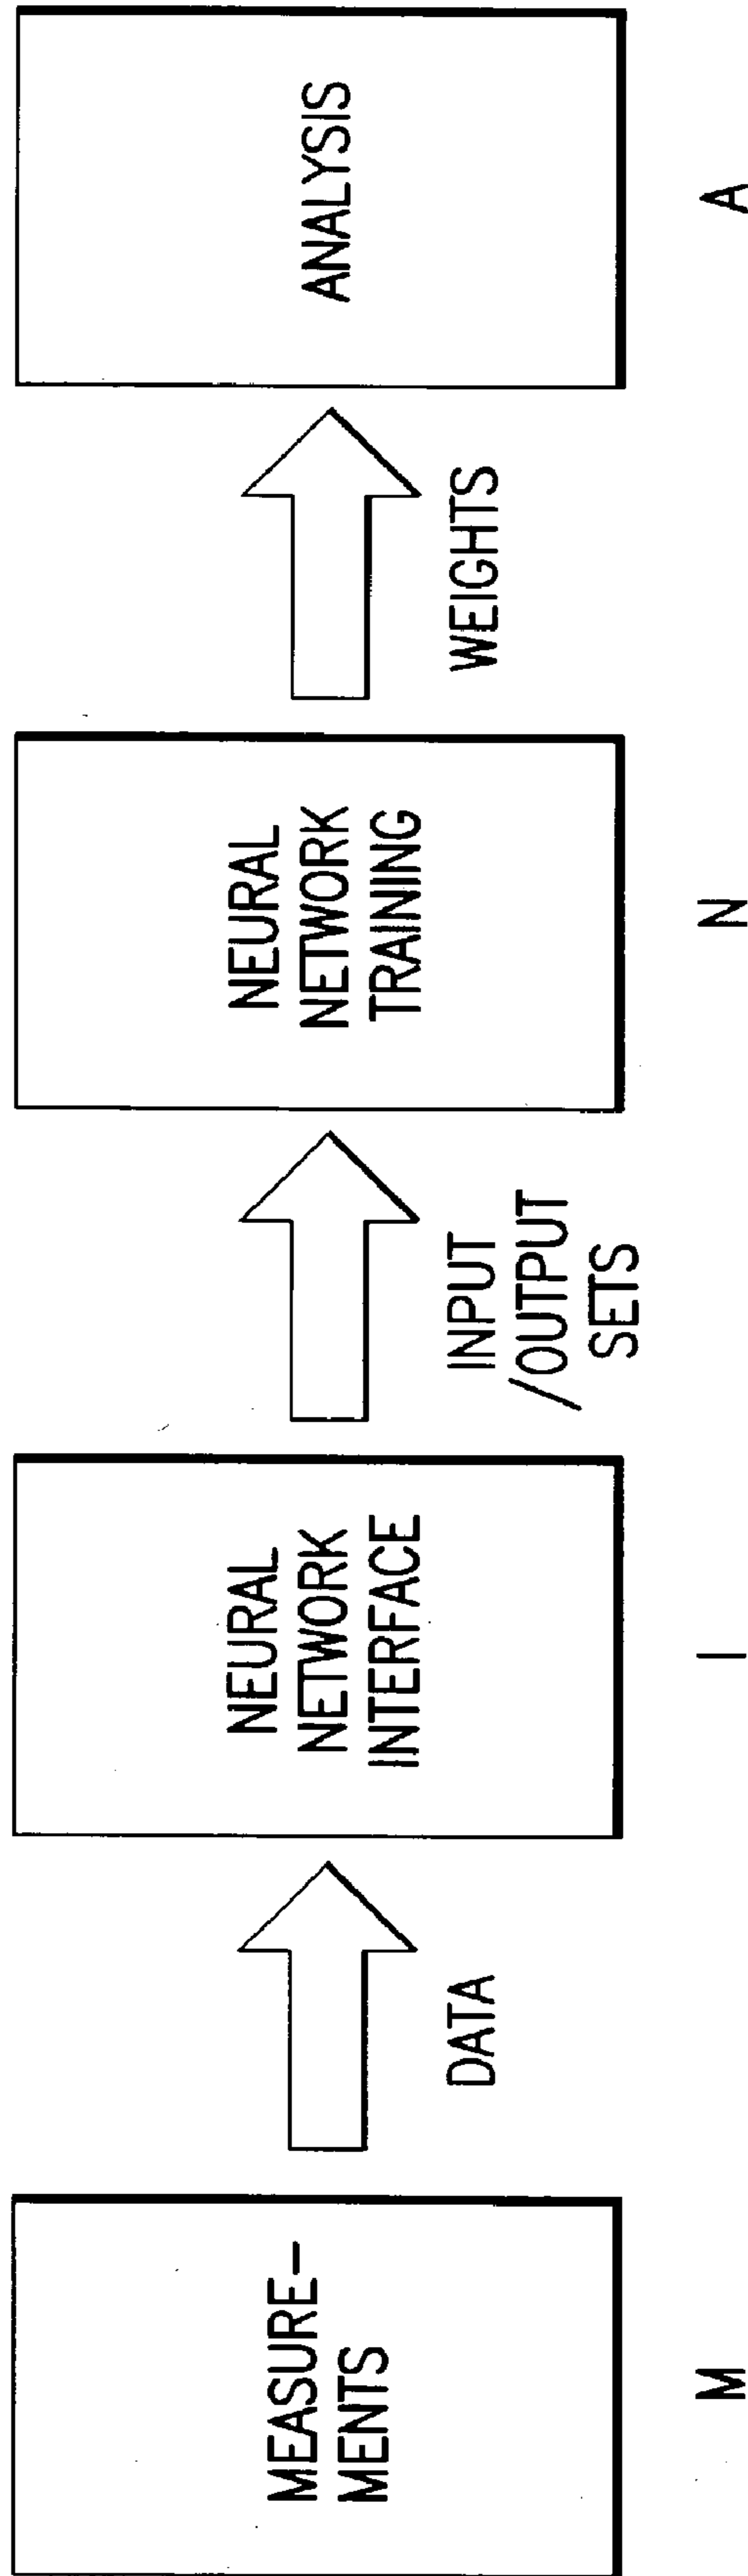 MEASURE–
MENTS
DATA
NEURAL
NETWORK
INTERFACE
INPUT
/OUTPUT
SETS
NEURAL
NETWORK
TRAINING
WEIGHTS
ANALYSIS
M
I
N
A